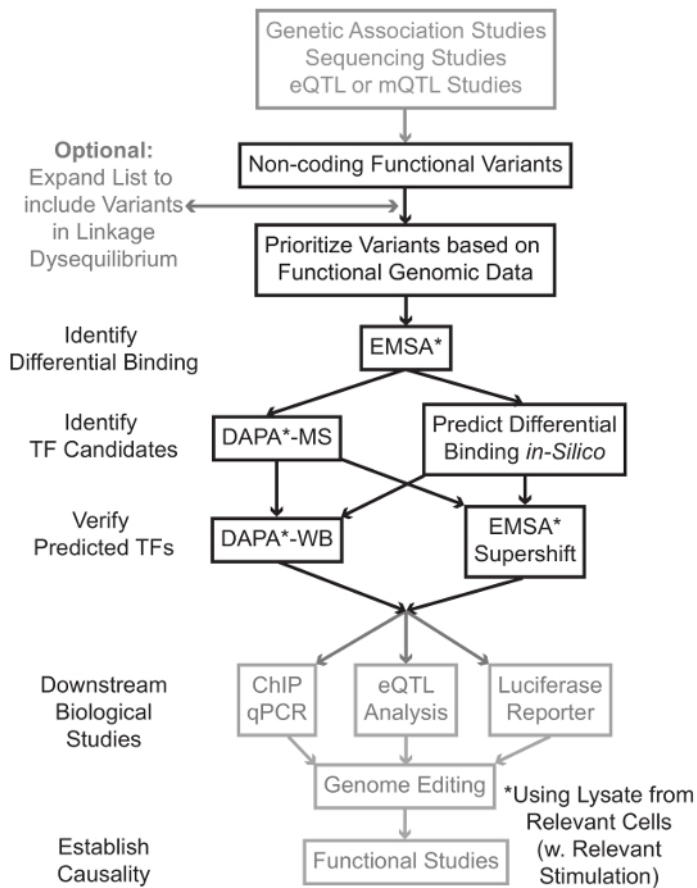 Genetic Association Studies
Sequencing Studies
eQTL or mQTL Studies
Optional:
Expand List to
include Variants
in Linkage
Dysequilibrium
Non-coding Functional Variants
Prioritize Variants based on
Functional Genomic Data
Identify
Differential Binding
EMSA*
Identify
TF Candidates
DAPA*-MS
Predict Differential
Binding in-Silico
Verify
Predicted TFs
DAPA*-WB
EMSA*
Supershift
Downstream
Biological
Studies
ChIP
qPCR
eQTL
Analysis
Luciferase
Reporter
Genome Editing
*Using Lysate from
Relevant Cells
(w. Relevant
Stimulation)
Establish
Causality
Functional Studies